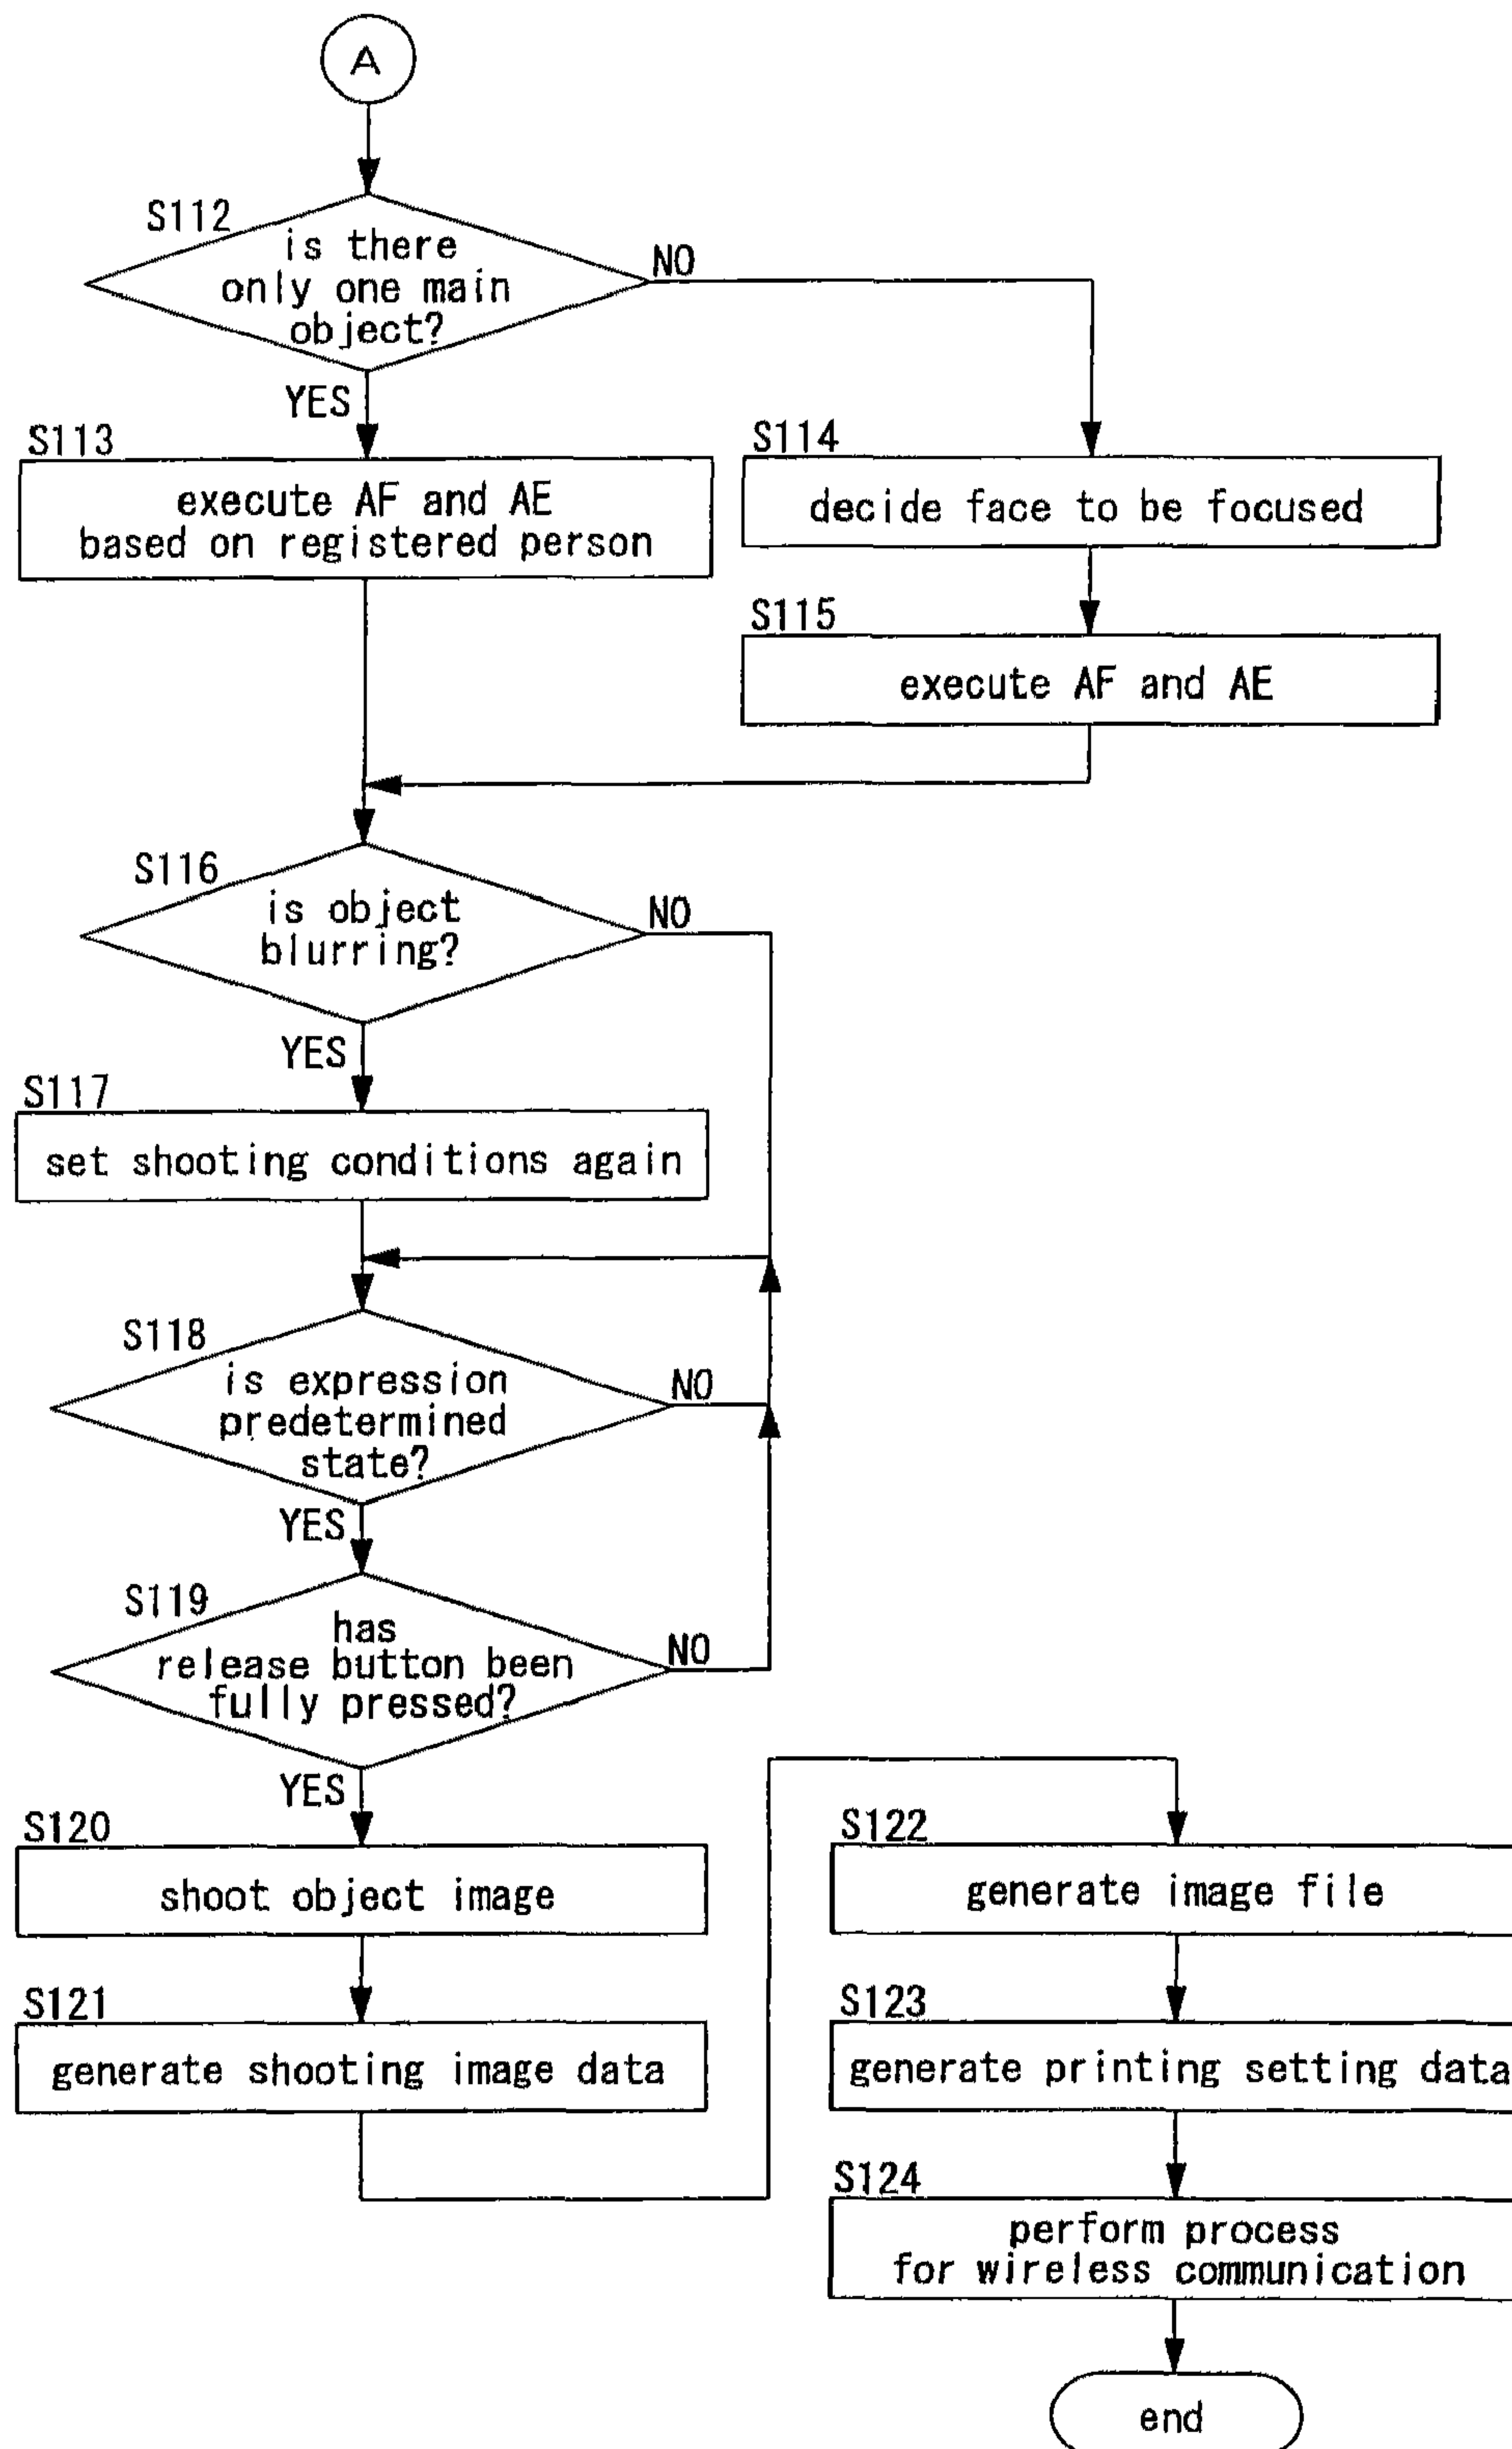 A
S112
is there
only one main
object?
NO
YES
S113
execute AF and AE
based on registered person
S114
decide face to be focused
S115
execute AF and AE
S116
is object
blurring?
NO
YES
S117
set shooting conditions again
S118
is expression
predetermined
state?
NO
YES
S119
has
release button been
fully pressed?
NO
YES
S120
shoot object image
S121
generate shooting image data
S122
generate image file
S123
generate printing setting data
S124
perform process
for wireless communication
end